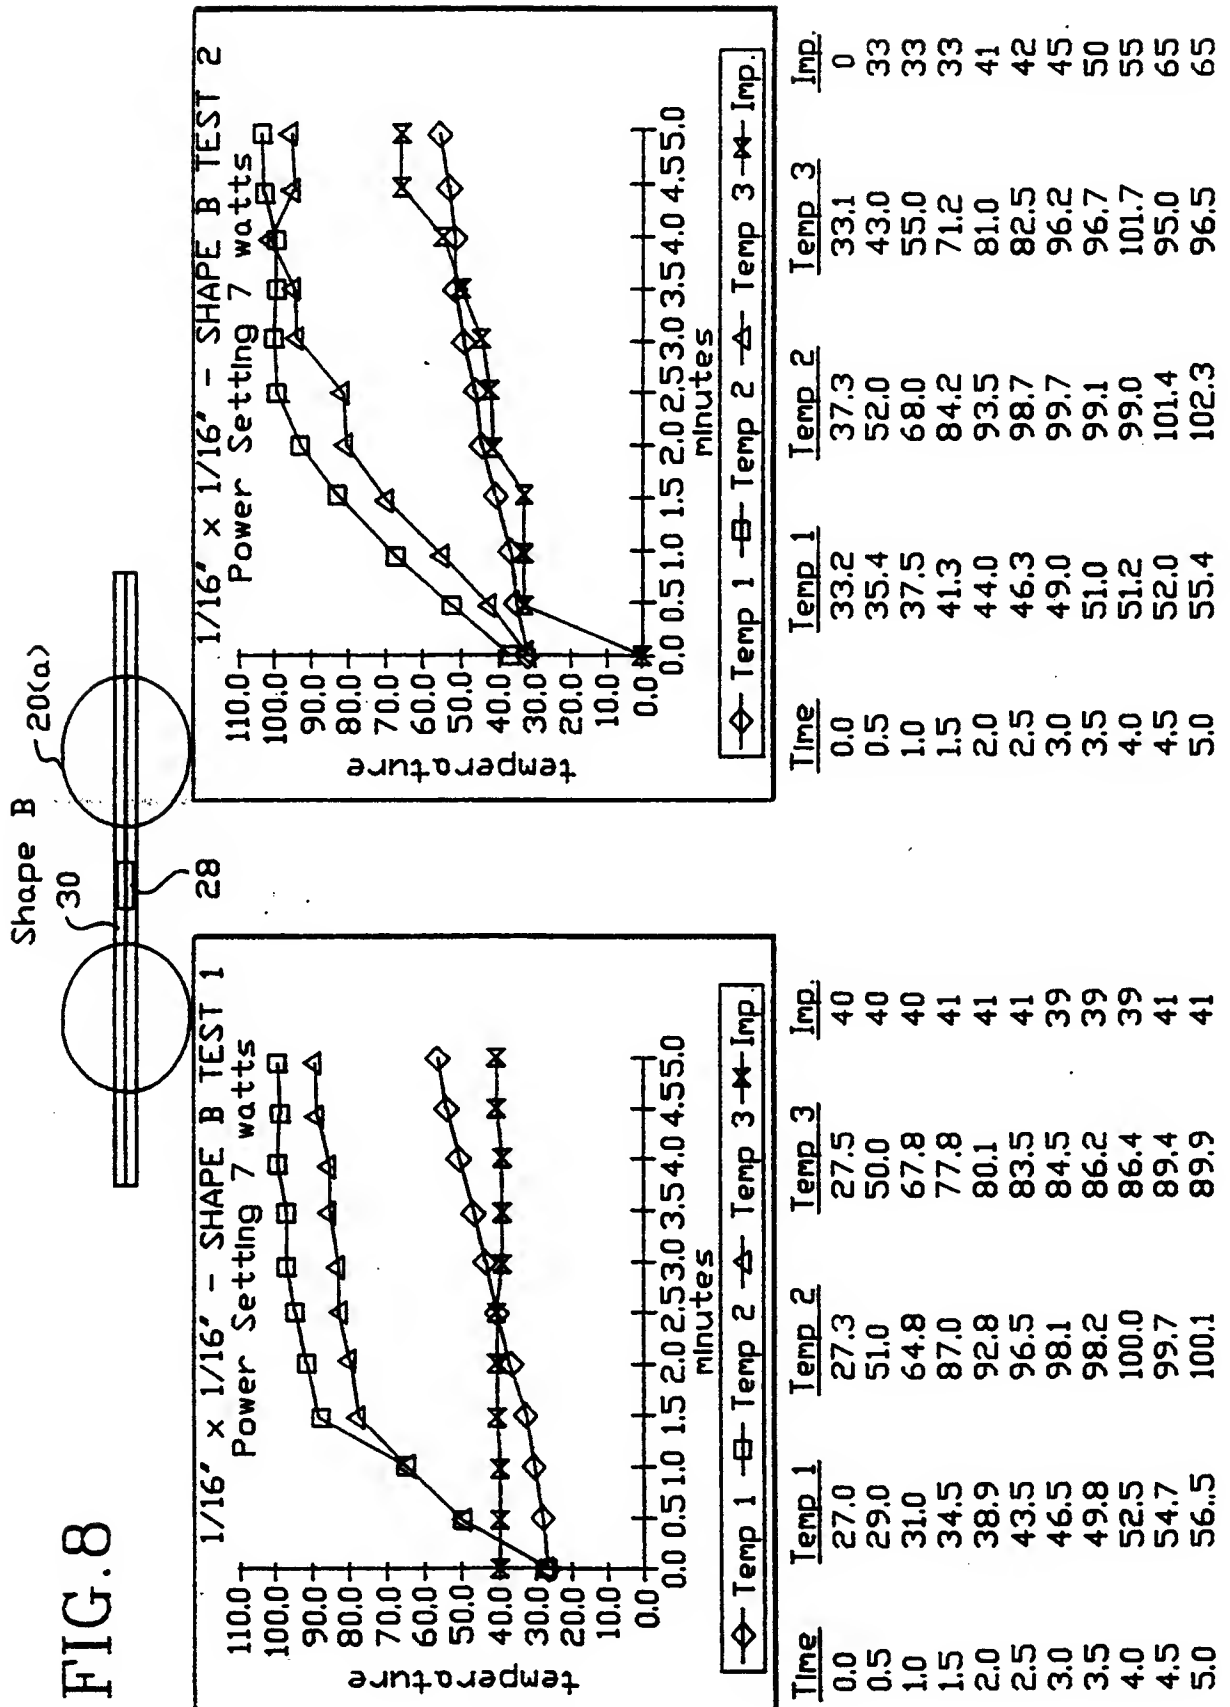 FIG.8
Shape B
30
20(a)
28
1/16" x 1/16" - SHAPE B TEST 1
Power Setting 7 watts
temperature
110.0
100.0
90.0
80.0
70.0
60.0
50.0
40.0
30.0
20.0
10.0
0.0
0.0 0.5 1.0 1.5 2.0 2.5 3.0 3.5 4.0 4.5 5.0
minutes
Temp 1 Temp 2 Temp 3 Imp.
Time Temp 1 Temp 2 Temp 3 Imp.
0.0 27.0 27.3 27.5 40
0.5 29.0 51.0 50.0 40
1.0 31.0 64.8 67.8 40
1.5 34.5 87.0 77.8 41
2.0 38.9 92.8 80.1 41
2.5 43.5 96.5 83.5 41
3.0 46.5 98.1 84.5 39
3.5 49.8 98.2 86.2 39
4.0 52.5 100.0 86.4 39
4.5 54.7 99.7 89.4 41
5.0 56.5 100.1 89.9 41
1/16" x 1/16" - SHAPE B TEST 2
Power Setting 7 watts
temperature
110.0
100.0
90.0
80.0
70.0
60.0
50.0
40.0
30.0
20.0
10.0
0.0
0.0 0.5 1.0 1.5 2.0 2.5 3.0 3.5 4.0 4.5 5.0
minutes
Temp 1 Temp 2 Temp 3 Imp.
Time Temp 1 Temp 2 Temp 3 Imp.
0.0 33.2 37.3 33.1 0
0.5 35.4 52.0 43.0 33
1.0 37.5 68.0 55.0 33
1.5 41.3 84.2 71.2 33
2.0 44.0 93.5 81.0 41
2.5 46.3 98.7 82.5 42
3.0 49.0 99.7 96.2 45
3.5 51.0 99.1 96.7 50
4.0 51.2 99.0 101.7 55
4.5 52.0 101.4 95.0 65
5.0 55.4 102.3 96.5 65